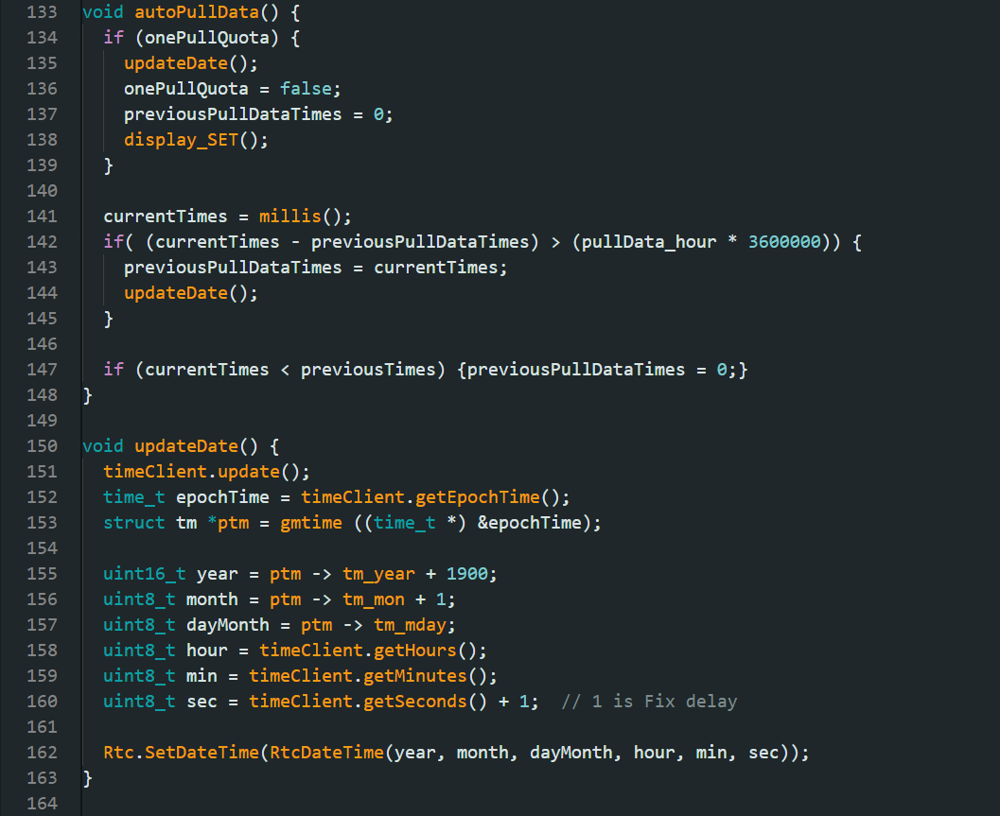 133 void autoPullData() {
134   if (onePullQuota) {
135     updateDate();
136     onePullQuota = false;
137     previousPullDataTimes = 0;
138     display_SET();
139   }
140
141   currentTimes = millis();
142   if( (currentTimes - previousPullDataTimes) > (pullData_hour * 3600000)) {
143     previousPullDataTimes = currentTimes;
144     updateDate();
145   }
146
147   if (currentTimes < previousTimes) {previousPullDataTimes = 0;}
148 }
149
150 void updateDate() {
151   timeClient.update();
152   time_t epochTime = timeClient.getEpochTime();
153   struct tm *ptm = gmtime ((time_t *) &epochTime);
154
155   uint16_t year = ptm -> tm_year + 1900;
156   uint8_t month = ptm -> tm_mon + 1;
157   uint8_t dayMonth = ptm -> tm_mday;
158   uint8_t hour = timeClient.getHours();
159   uint8_t min = timeClient.getMinutes();
160   uint8_t sec = timeClient.getSeconds() + 1;  // 1 is Fix delay
161
162   Rtc.SetDateTime(RtcDateTime(year, month, dayMonth, hour, min, sec));
163 }
164